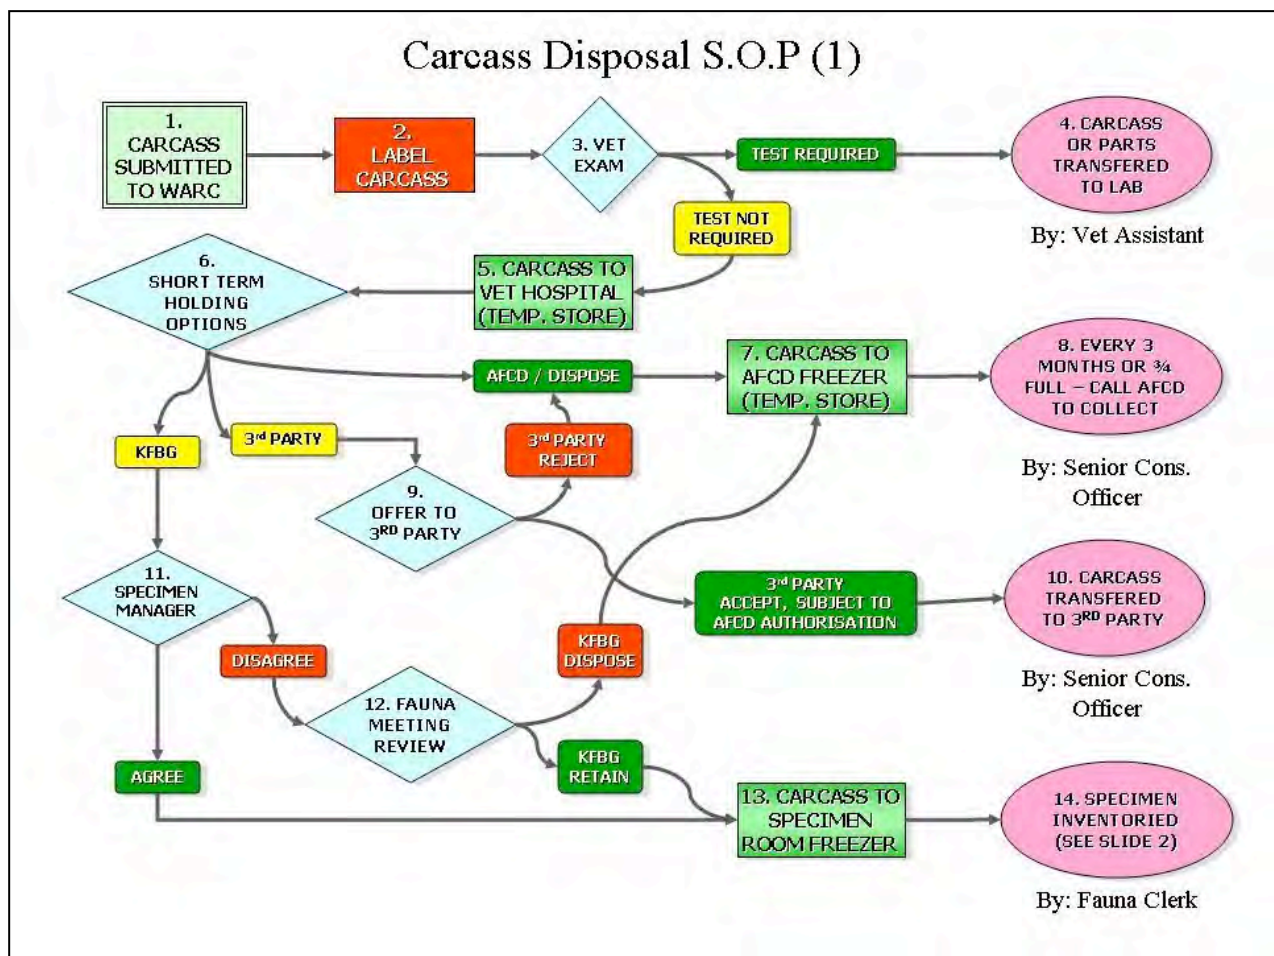 Carcass Disposal S.O.P (1)
1.
CARCASS
SUBMITTED
TO WARC
2.
LABEL
CARCASS
3. VET
EXAM
TEST REQUIRED
4. CARCASS
OR PARTS
TRANSFERED
TO LAB
By: Vet Assistant
TEST NOT
REQUIRED
5. CARCASS TO
VET HOSPITAL
(TEMP. STORE)
6.
SHORT TERM
HOLDING
OPTIONS
AFCD / DISPOSE
7. CARCASS TO
AFCD FREEZER
(TEMP. STORE)
8. EVERY 3
MONTHS OR ¾
FULL – CALL AFCD
TO COLLECT
By: Senior Cons.
Officer
KFBG
3rd PARTY
3rd PARTY
REJECT
9.
OFFER TO
3RD PARTY
3rd PARTY
ACCEPT, SUBJECT TO
AFCD AUTHORISATION
10. CARCASS
TRANSFERED
TO 3RD PARTY
By: Senior Cons.
Officer
11.
SPECIMEN
MANAGER
DISAGREE
KFBG
DISPOSE
12. FAUNA
MEETING
REVIEW
AGREE
KFBG
RETAIN
13. CARCASS TO
SPECIMEN
ROOM FREEZER
14. SPECIMEN
INVENTORIED
(SEE SLIDE 2)
By: Fauna Clerk